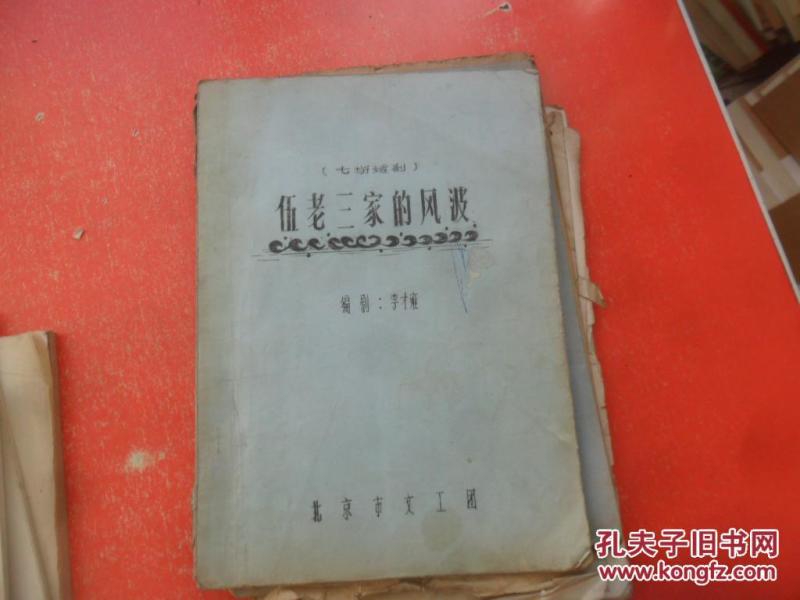 （七场话剧）
伍老三家的风波
编剧：李才雍
北京市文工团
孔夫子旧书网
www.kongfz.com